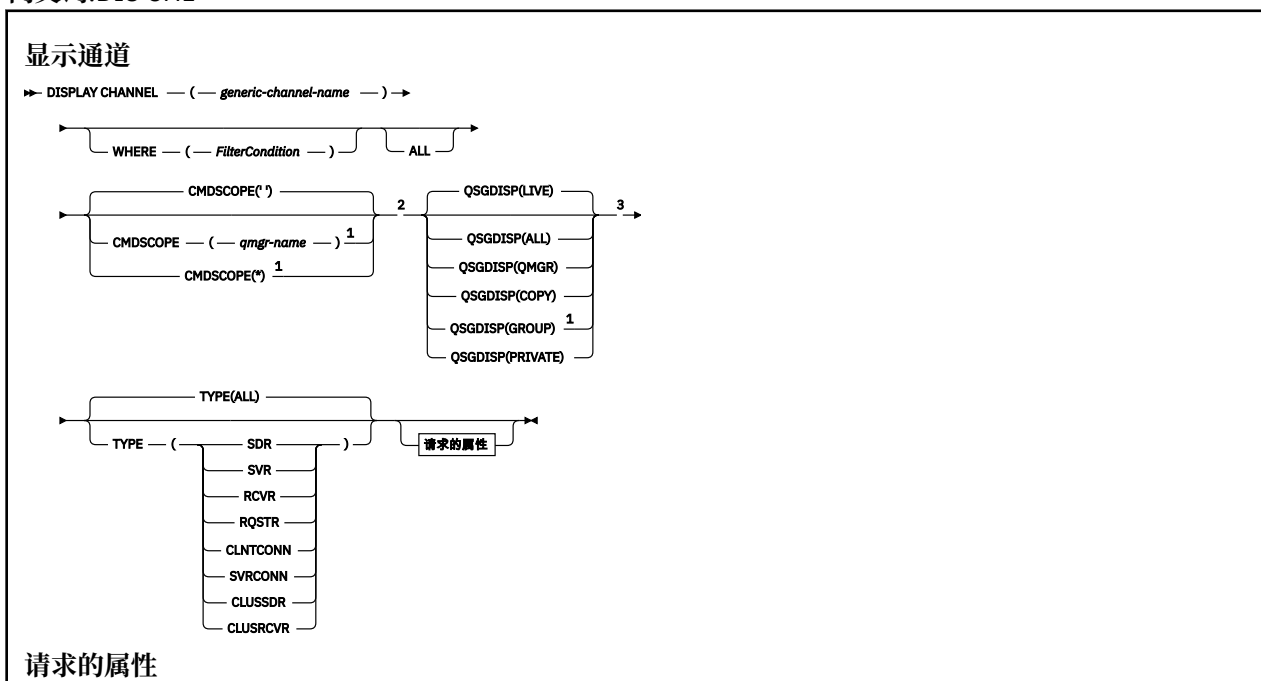 显示通道
DISPLAY CHANNEL — ( — generic-channel-name — )
WHERE — ( — FilterCondition — )
ALL
CMDSCOPE(' ')
2
CMDSCOPE — ( — qmgr-name — ) 1
CMDSCOPE(*) 1
QSGDISP(LIVE)
3
QSGDISP(ALL)
QSGDISP(QMGR)
QSGDISP(COPY)
QSGDISP(GROUP) 1
QSGDISP(PRIVATE)
TYPE(ALL)
TYPE — ( — SDR — )
SVR
RCVR
RQSTR
CLNTCONN
SVRCONN
CLUSSDR
CLUSRCVR
请求的属性
请求的属性